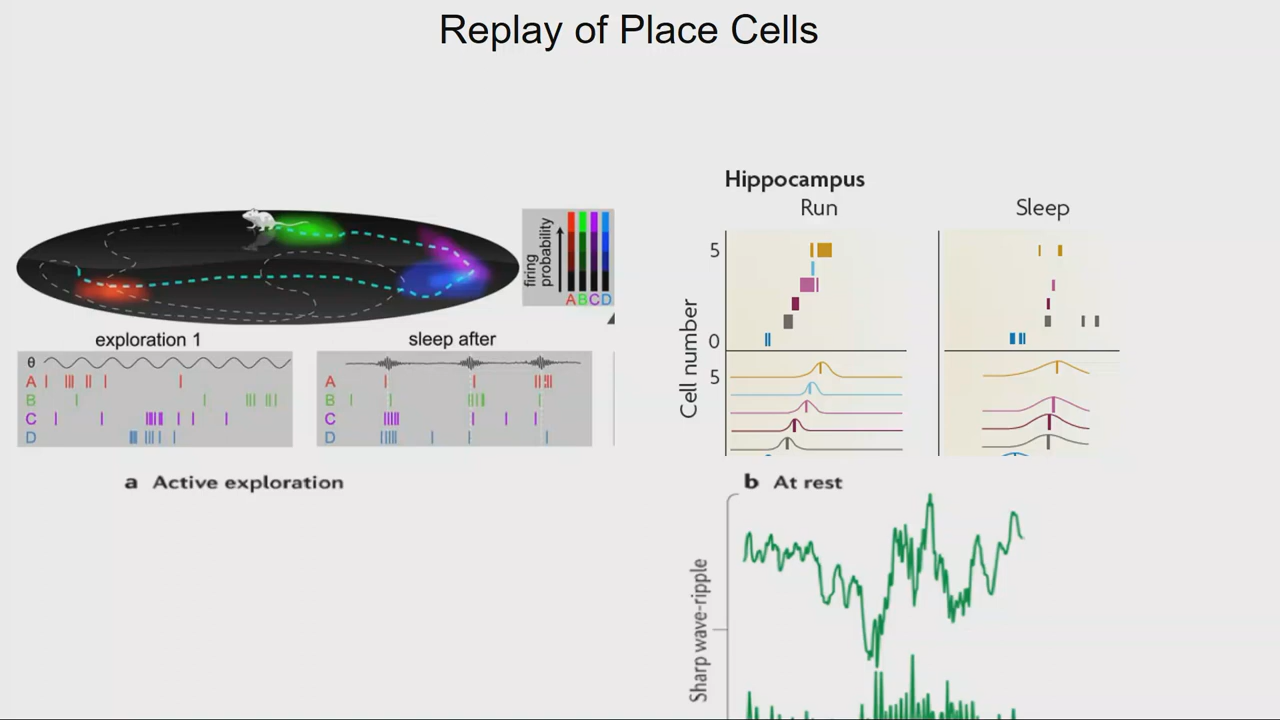 Replay of Place Cells
firing
probability
A B C D
exploration 1
θ
A
B
C
D
sleep after
A
B
C
D
a Active exploration
Hippocampus
Run
Sleep
Cell number
5
0
5
b At rest
Sharp wave-ripple